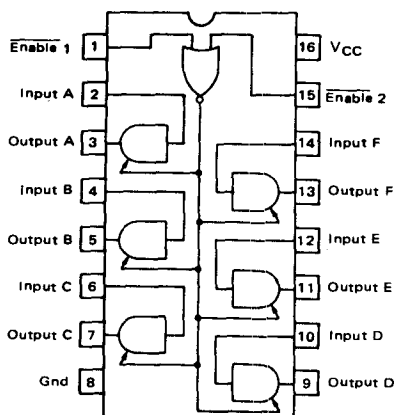 Enable 1
1
16
VCC
Input A
2
15
Enable 2
Output A
3
14
Input F
Input B
4
13
Output F
Output B
5
12
Input E
Input C
6
11
Output E
Output C
7
10
Input D
Gnd
8
9
Output D